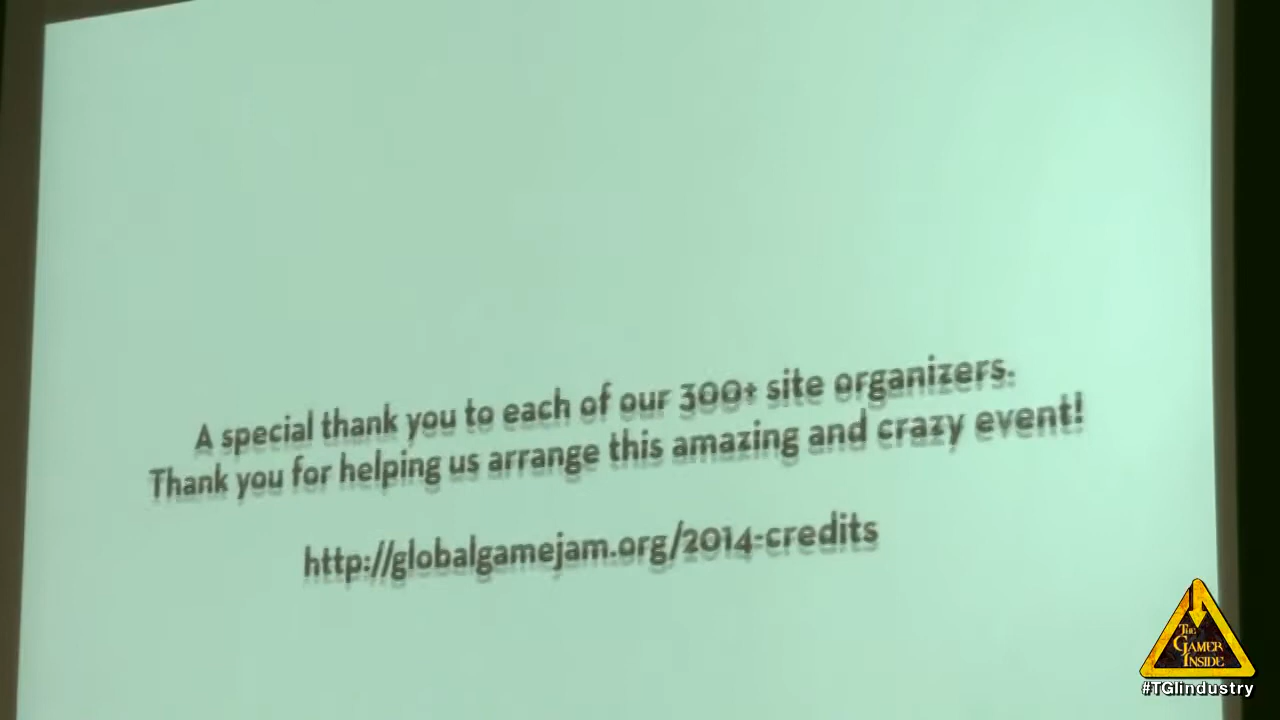 A special thank you to each of our 300+ site organizers.
Thank you for helping us arrange this amazing and crazy event!
http://globalgamejam.org/2014-credits
THE
GAMER
INSIDE
#TGIindustry